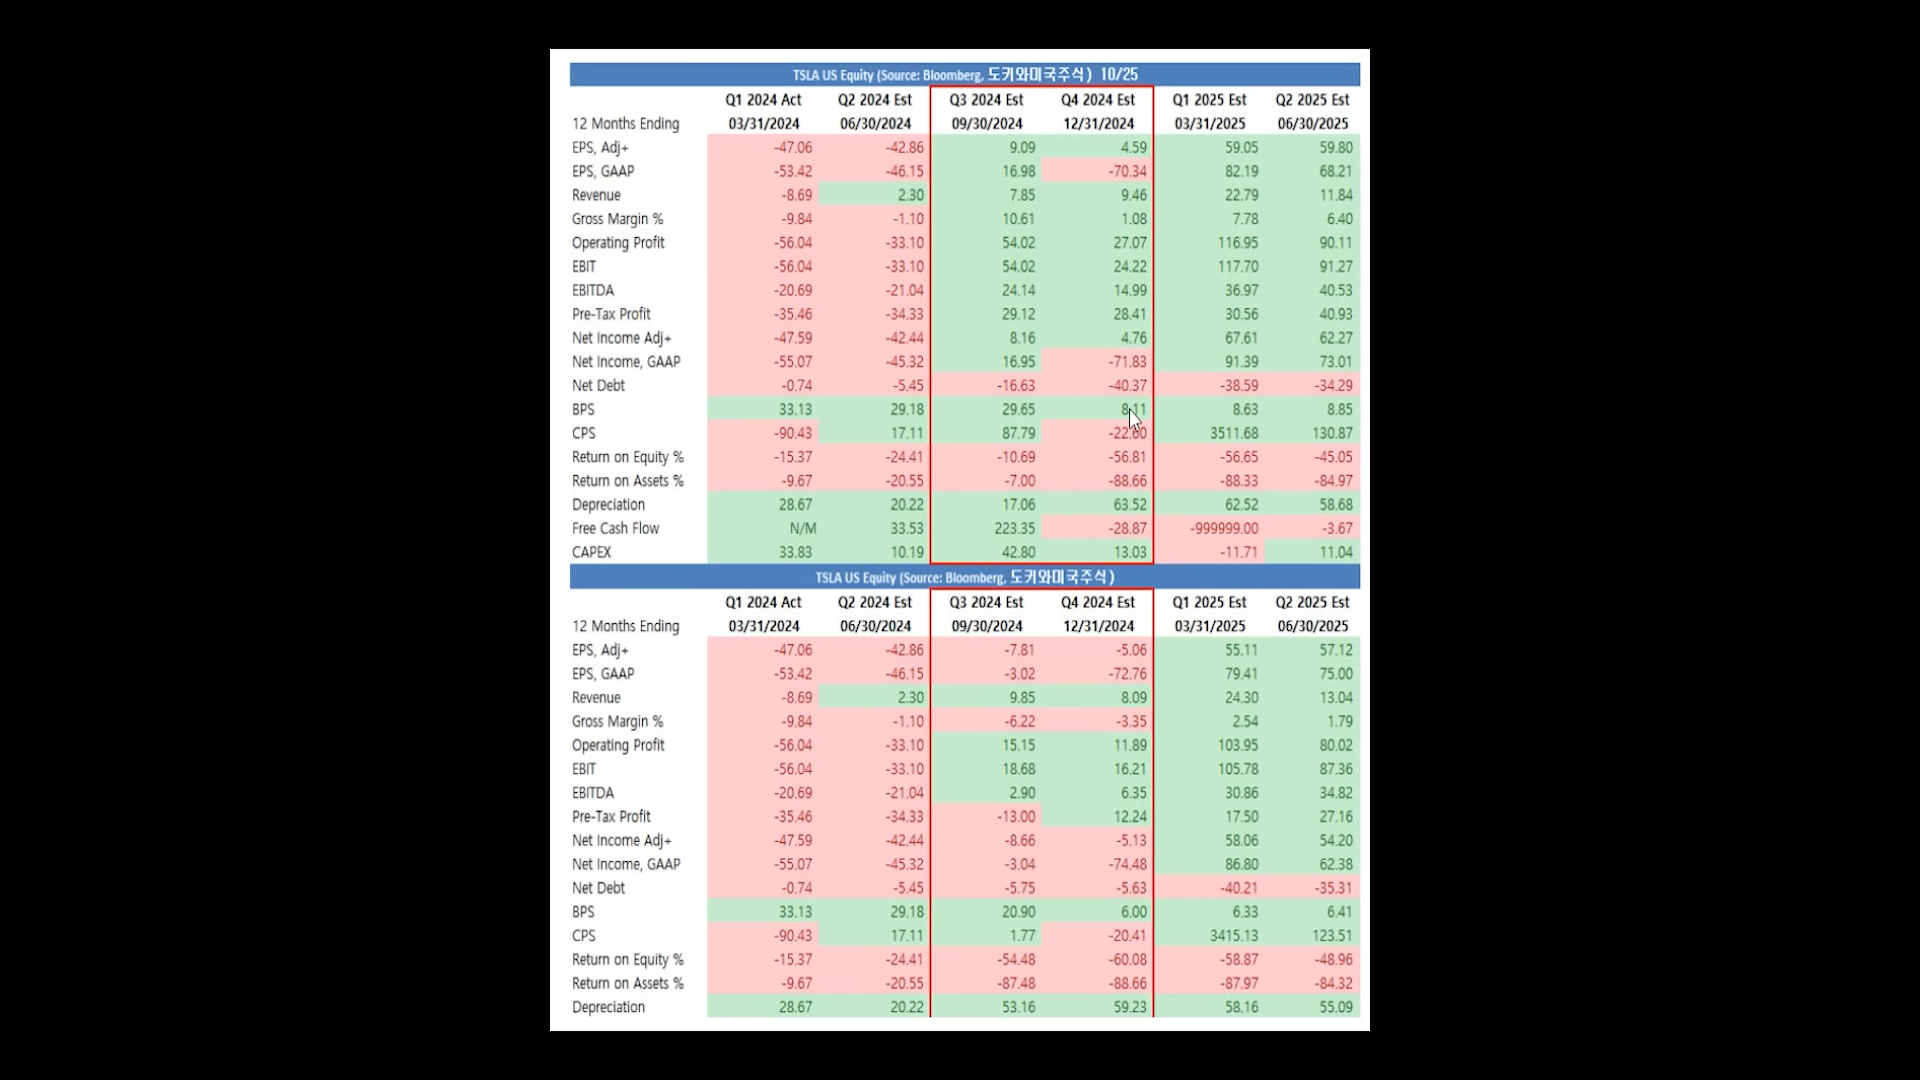 TSLA US Equity (Source: Bloomberg, 도키와미국주식) 10/25
Q1 2024 Act Q2 2024 Est Q3 2024 Est Q4 2024 Est Q1 2025 Est Q2 2025 Est
12 Months Ending 03/31/2024 06/30/2024 09/30/2024 12/31/2024 03/31/2025 06/30/2025
EPS, Adj+ -47.06 -42.86 9.09 4.59 59.05 59.80
EPS, GAAP -53.42 -46.15 16.98 -70.34 82.19 68.21
Revenue -8.69 2.30 7.85 9.46 22.79 11.84
Gross Margin % -9.84 -1.10 10.61 1.08 7.78 6.40
Operating Profit -56.04 -33.10 54.02 27.07 116.95 90.11
EBIT -56.04 -33.10 54.02 24.22 117.70 91.27
EBITDA -20.69 -21.04 24.14 14.99 36.97 40.53
Pre-Tax Profit -35.46 -34.33 29.12 28.41 30.56 40.93
Net Income Adj+ -47.59 -42.44 8.16 4.76 67.61 62.27
Net Income, GAAP -55.07 -45.32 16.95 -71.83 91.39 73.01
Net Debt -0.74 -5.45 -16.63 -40.37 -38.59 -34.29
BPS 33.13 29.18 29.65 8.11 8.63 8.85
CPS -90.43 17.11 87.79 3511.68 130.87
Return on Equity % -15.37 -24.41 -10.69 -56.81 -56.65 -45.05
Return on Assets % -9.67 -20.55 -7.00 -88.66 -88.33 -84.97
Depreciation 28.67 20.22 17.06 63.52 62.52 58.68
Free Cash Flow N/M 33.53 223.35 -28.87 -999999.00 -3.67
CAPEX 33.83 10.19 42.80 13.03 -11.71 11.04
TSLA US Equity (Source: Bloomberg, 도키와미국주식)
Q1 2024 Act Q2 2024 Est Q3 2024 Est Q4 2024 Est Q1 2025 Est Q2 2025 Est
12 Months Ending 03/31/2024 06/30/2024 09/30/2024 12/31/2024 03/31/2025 06/30/2025
EPS, Adj+ -47.06 -42.86 -7.81 -5.06 55.11 57.12
EPS, GAAP -53.42 -46.15 -3.02 -72.76 79.41 75.00
Revenue -8.69 2.30 9.85 8.09 24.30 13.04
Gross Margin % -9.84 -1.10 -6.22 -3.35 2.54 1.79
Operating Profit -56.04 -33.10 15.15 11.89 103.95 80.02
EBIT -56.04 -33.10 18.68 16.21 105.78 87.36
EBITDA -20.69 -21.04 2.90 6.35 30.86 34.82
Pre-Tax Profit -35.46 -34.33 -13.00 12.24 17.50 27.16
Net Income Adj+ -47.59 -42.44 -8.66 -5.13 58.06 54.20
Net Income, GAAP -55.07 -45.32 -3.04 -74.48 86.80 62.38
Net Debt -0.74 -5.45 -5.75 -5.63 -40.21 -35.31
BPS 33.13 29.18 20.90 6.00 6.33 6.41
CPS -90.43 17.11 1.77 -20.41 3415.13 123.51
Return on Equity % -15.37 -24.41 -54.48 -60.08 -58.87 -48.96
Return on Assets % -9.67 -20.55 -87.48 -88.66 -87.97 -84.32
Depreciation 28.67 20.22 53.16 59.23 58.16 55.09